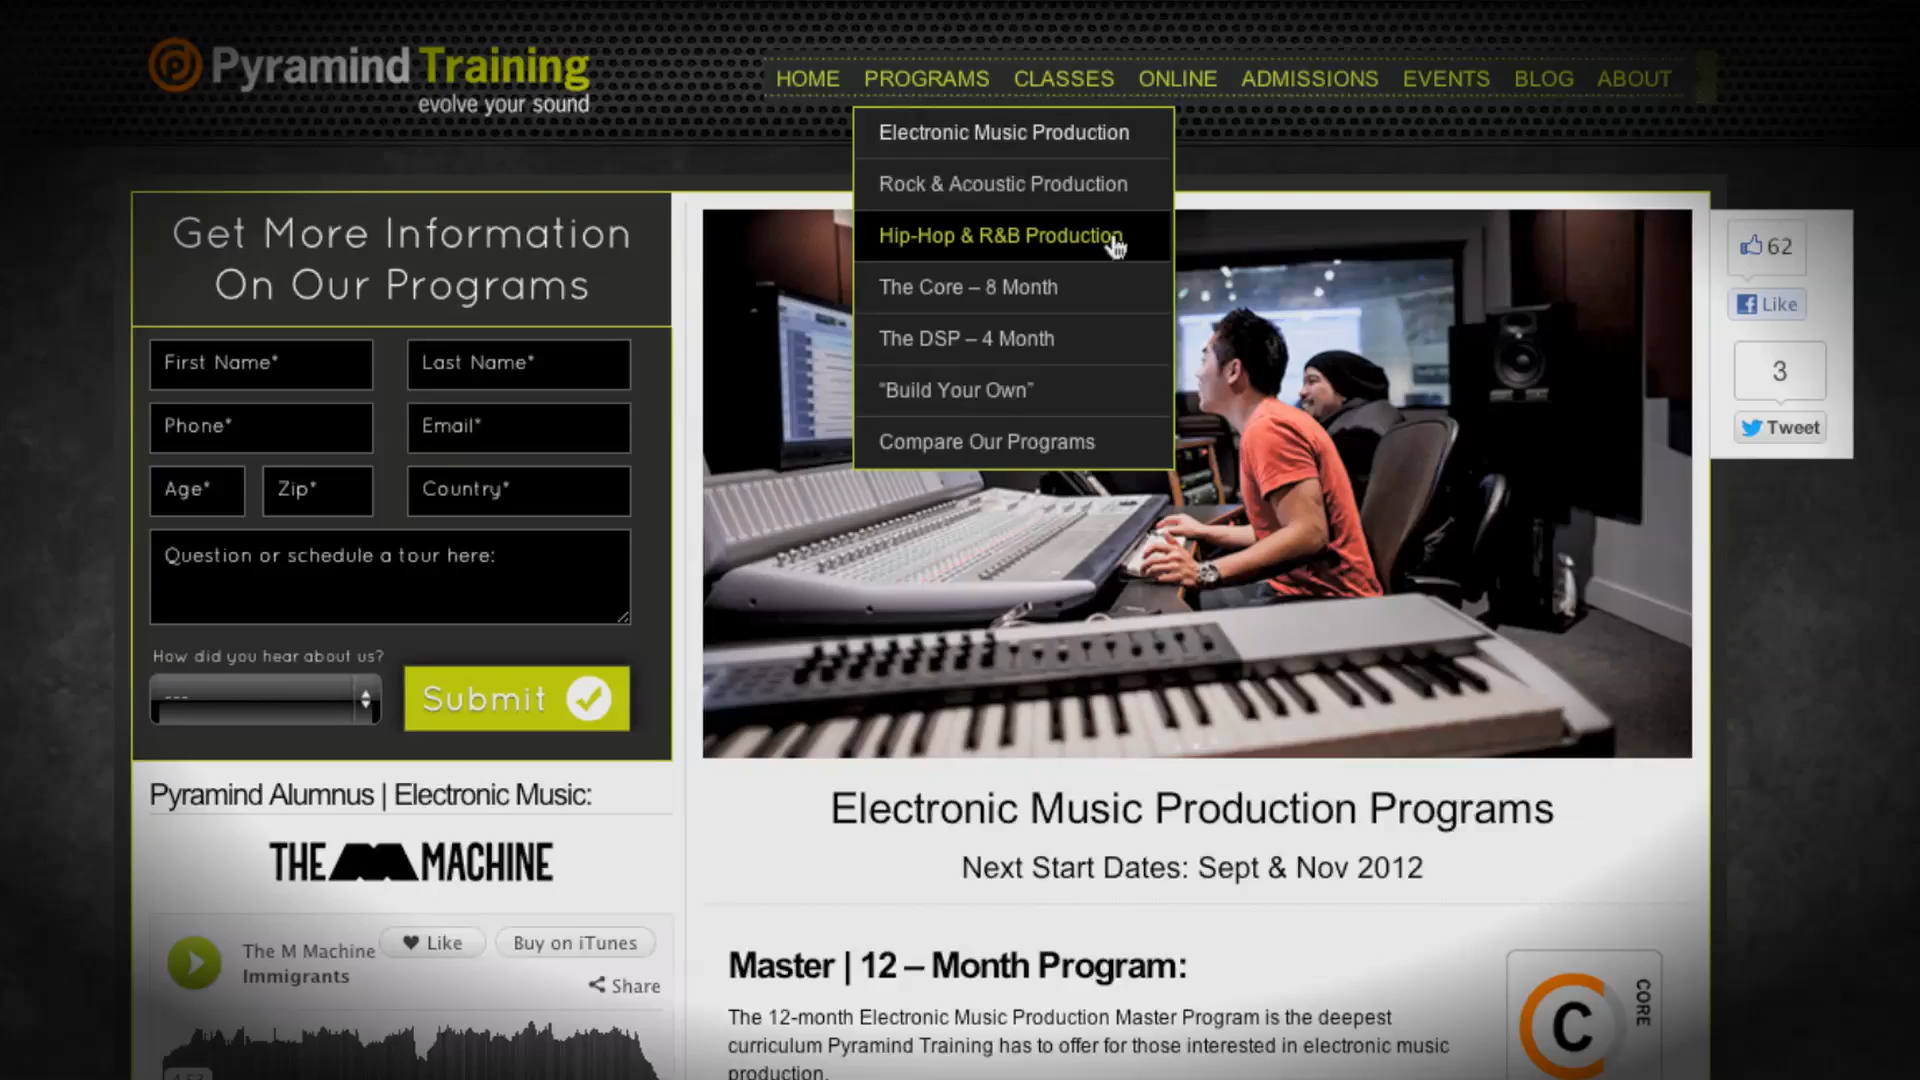 Pyramind Training
evolve your sound
HOME PROGRAMS CLASSES ONLINE ADMISSIONS EVENTS BLOG ABOUT
Electronic Music Production
Rock & Acoustic Production
Hip-Hop & R&B Production
The Core – 8 Month
The DSP – 4 Month
“Build Your Own”
Compare Our Programs
Get More Information
On Our Programs
First Name* Last Name*
Phone* Email*
Age* Zip* Country*
Question or schedule a tour here:
How did you hear about us?
---
Submit
62
Like
3
Tweet
Pyramind Alumnus | Electronic Music:
THE M MACHINE
The M Machine
Immigrants
Like
Buy on iTunes
Share
Electronic Music Production Programs
Next Start Dates: Sept & Nov 2012
Master | 12 – Month Program:
The 12-month Electronic Music Production Master Program is the deepest
curriculum Pyramind Training has to offer for those interested in electronic music
production.
C
CORE